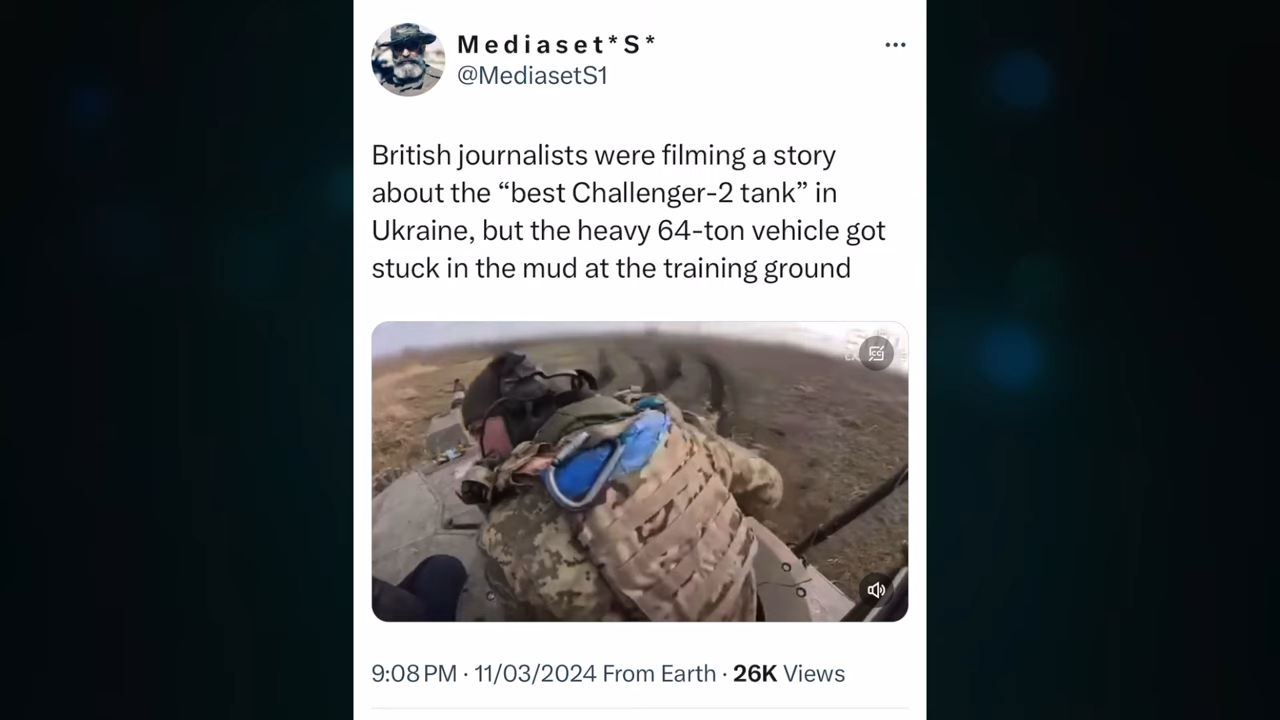 Mediaset*S*
@MediasetS1
British journalists were filming a story
about the “best Challenger-2 tank” in
Ukraine, but the heavy 64-ton vehicle got
stuck in the mud at the training ground
9:08 PM · 11/03/2024 From Earth · 26K Views